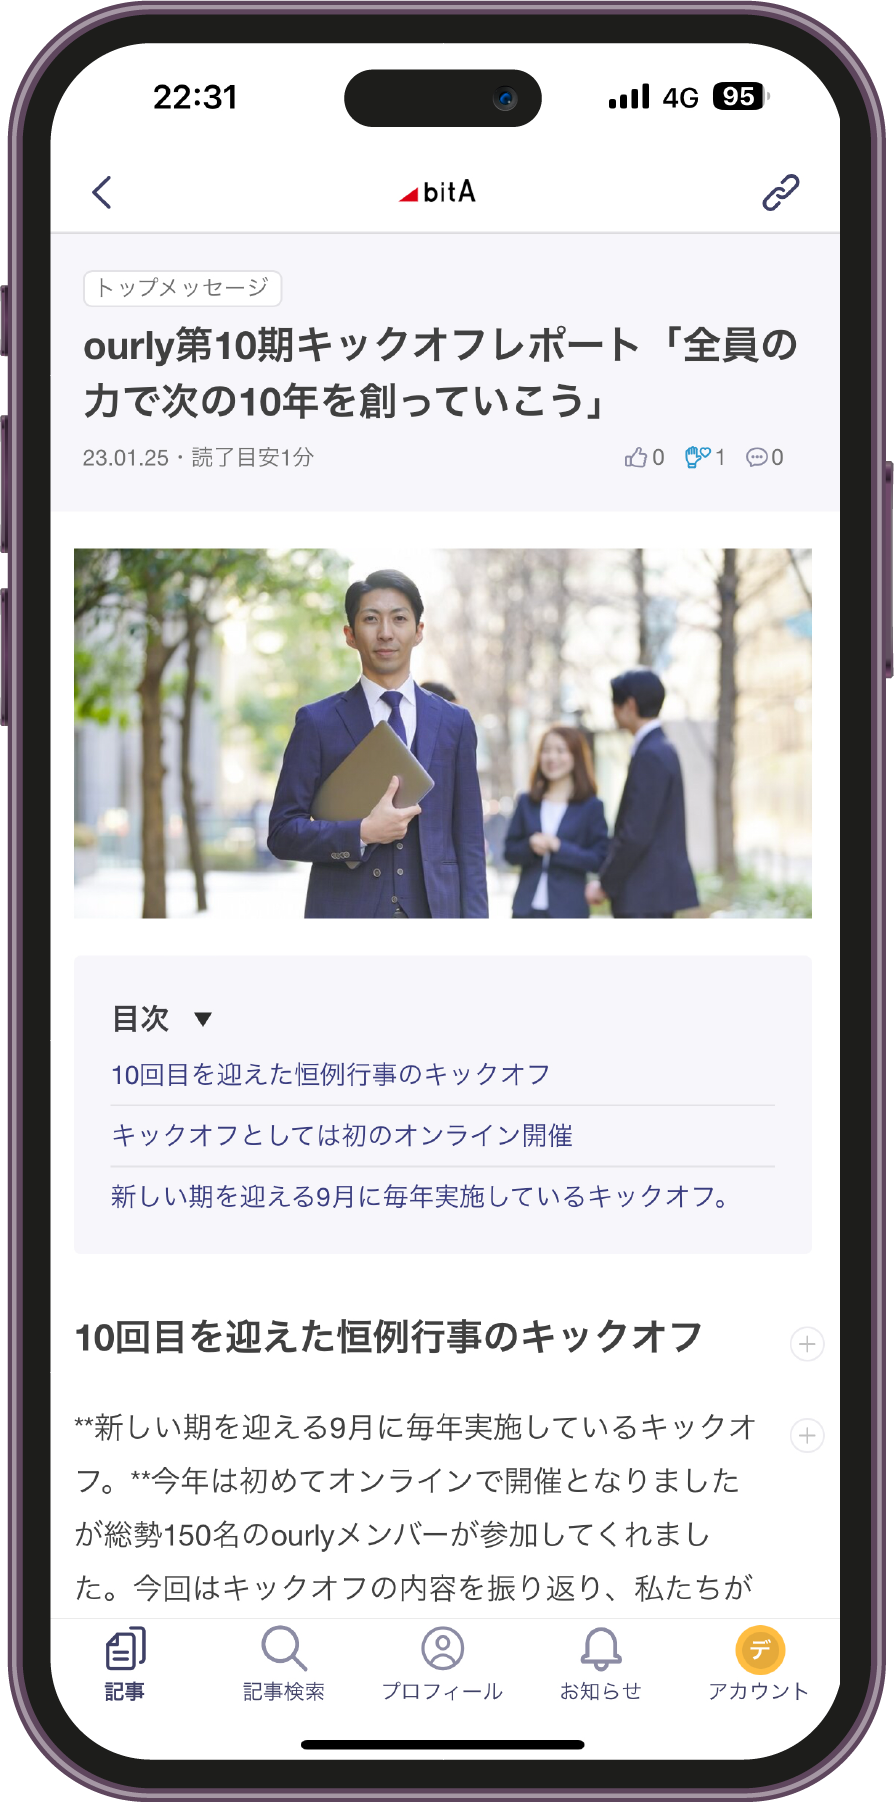 22:31 4G 95
bitA
トップメッセージ
ourly第10期キックオフレポート「全員の
力で次の10年を創っていこう」
23.01.25・読了目安1分 0 1 0
目次 ▼
10回目を迎えた恒例行事のキックオフ
キックオフとしては初のオンライン開催
新しい期を迎える9月に毎年実施しているキックオフ。
10回目を迎えた恒例行事のキックオフ
**新しい期を迎える9月に毎年実施しているキックオ
フ。**今年は初めてオンラインで開催となりました
が総勢150名のourlyメンバーが参加してくれまし
た。今回はキックオフの内容を振り返り、私たちが
デ
記事 記事検索 プロフィール お知らせ アカウント